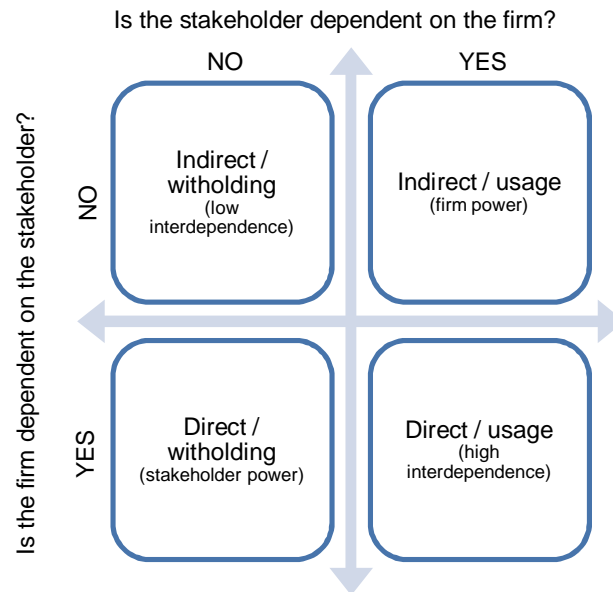 Is the stakeholder dependent on the firm?
NO
YES
Is the firm dependent on the stakeholder?
NO
Indirect /
witholding
(low
interdependence)
Indirect / usage
(firm power)
YES
Direct /
witholding
(stakeholder power)
Direct / usage
(high
interdependence)